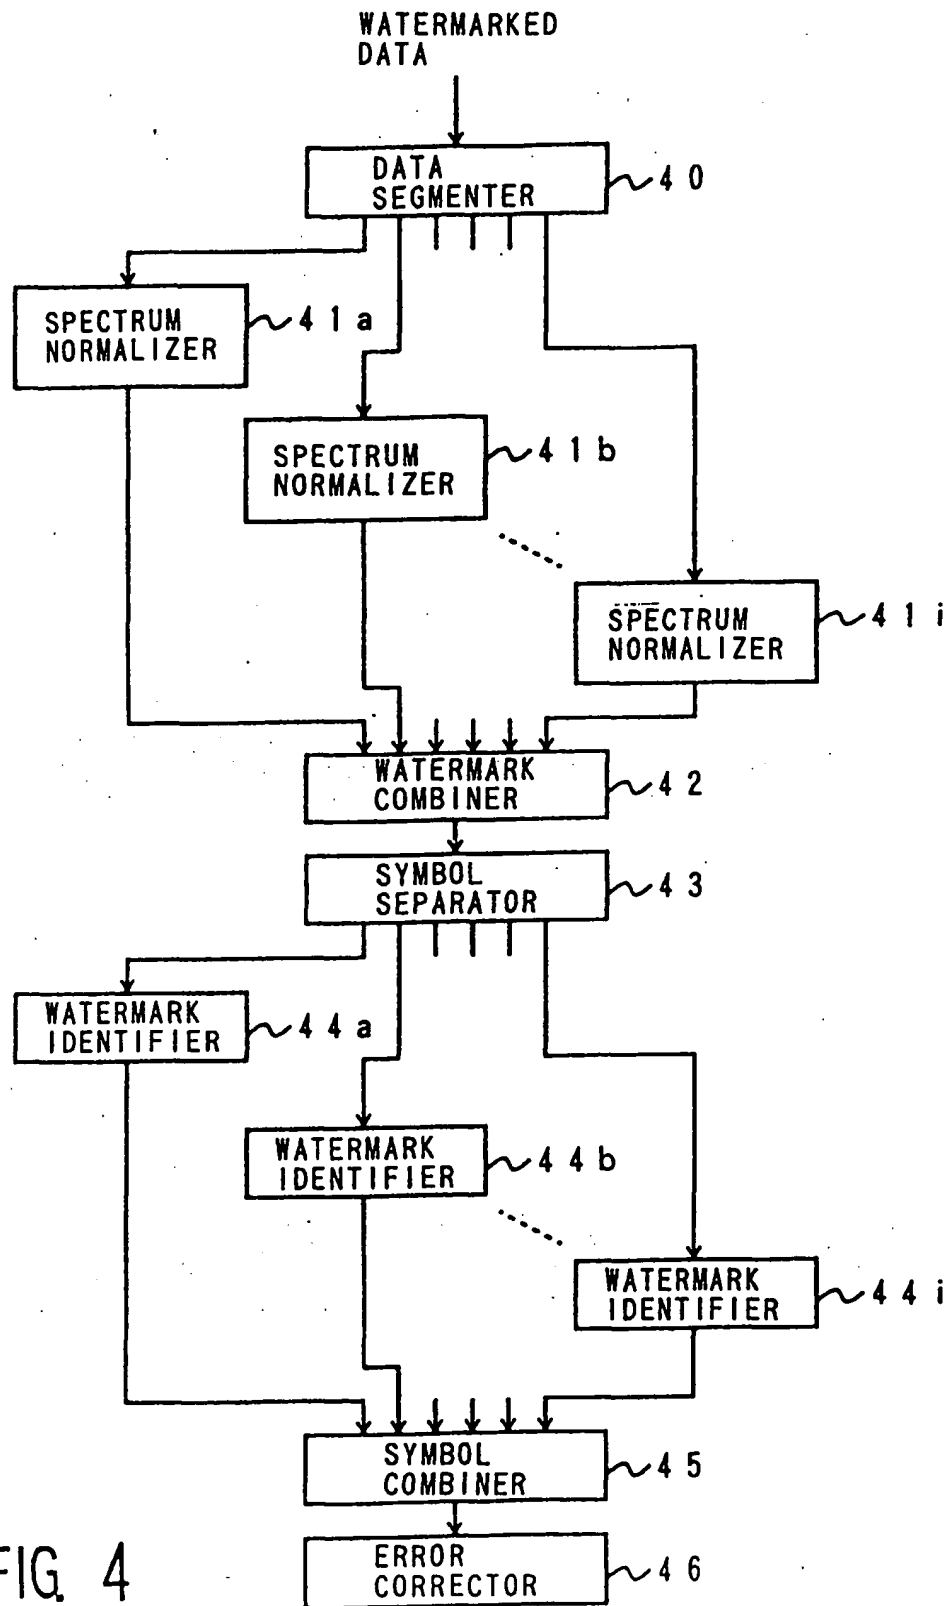 WATERMARKED
DATA
DATA
SEGMENTER
40
SPECTRUM
NORMALIZER
41a
SPECTRUM
NORMALIZER
41b
SPECTRUM
NORMALIZER
41i
WATERMARK
COMBINER
42
SYMBOL
SEPARATOR
43
WATERMARK
IDENTIFIER
44a
WATERMARK
IDENTIFIER
44b
WATERMARK
IDENTIFIER
44i
SYMBOL
COMBINER
45
ERROR
CORRECTOR
46
FIG. 4